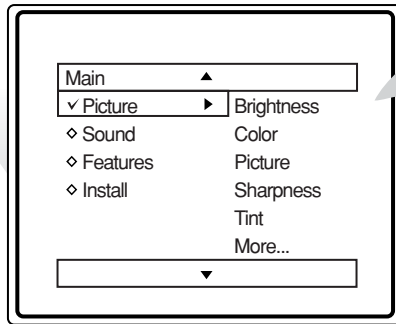 Main
Picture Brightness
Sound Color
Features Picture
Install Sharpness
Tint
More...